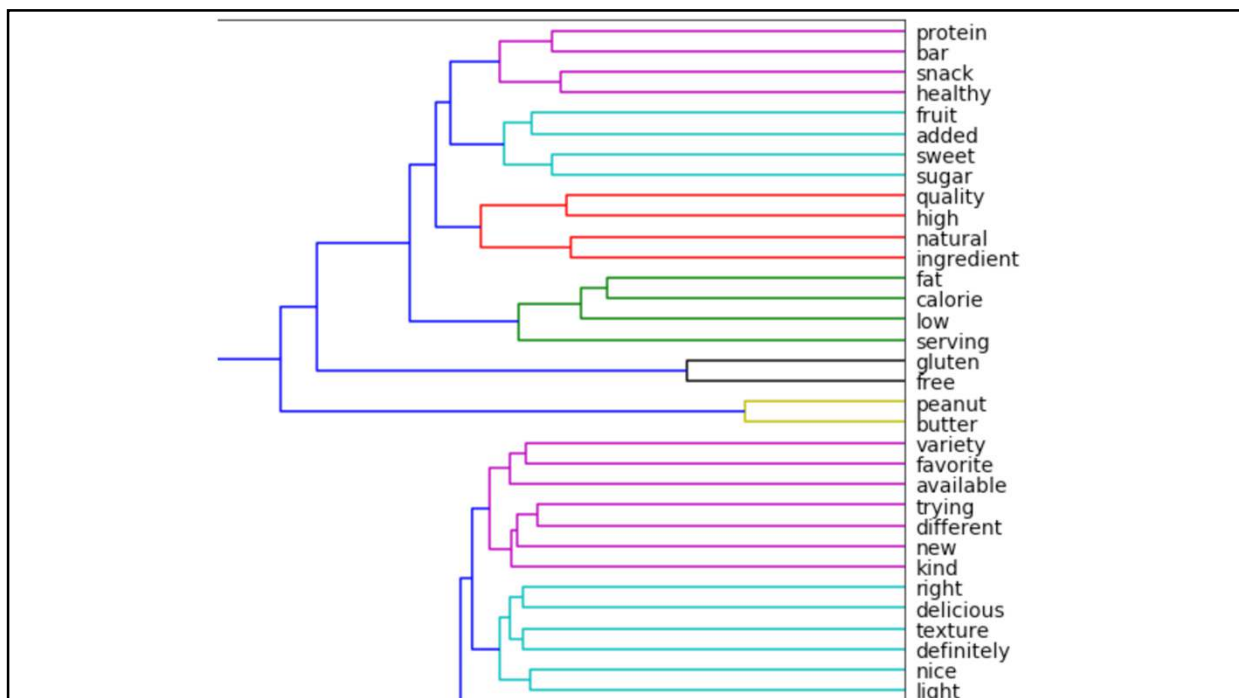 protein
bar
snack
healthy
fruit
added
sweet
sugar
quality
high
natural
ingredient
fat
calorie
low
serving
gluten
free
peanut
butter
variety
favorite
available
trying
different
new
kind
right
delicious
texture
definitely
nice
light